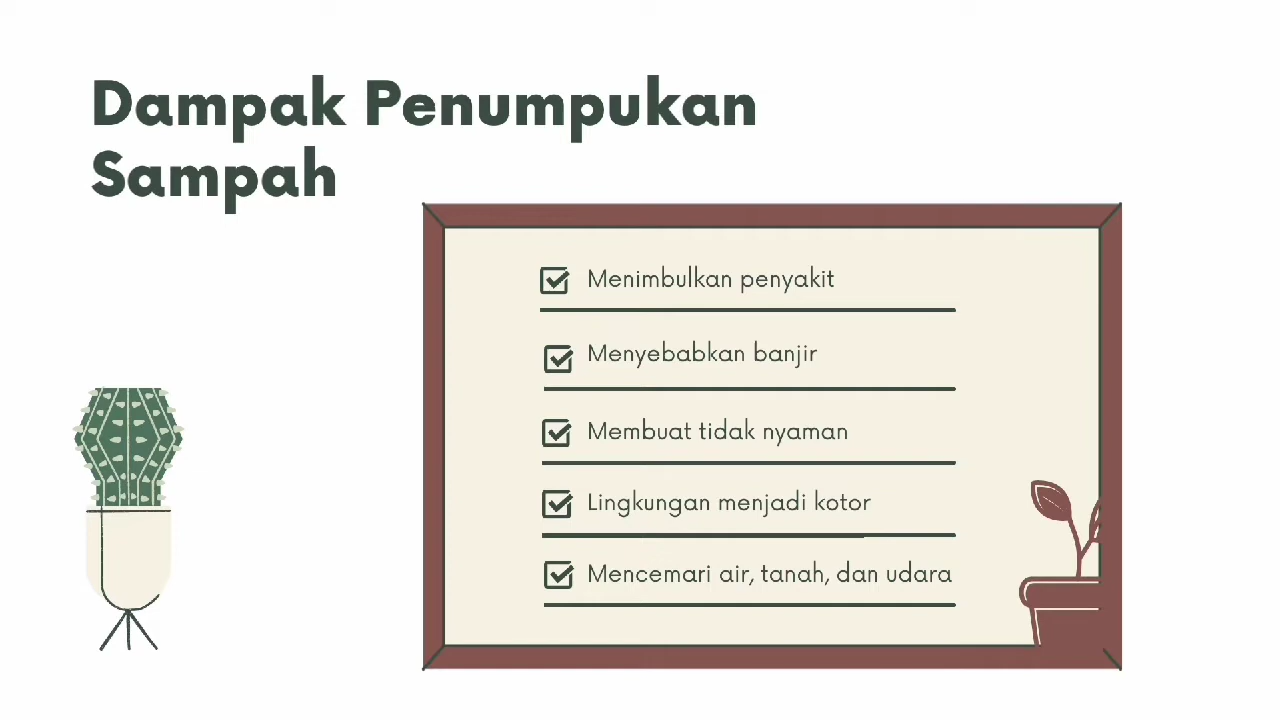 Dampak Penumpukan
Sampah
Menimbulkan penyakit
Menyebabkan banjir
Membuat tidak nyaman
Lingkungan menjadi kotor
Mencemari air, tanah, dan udara